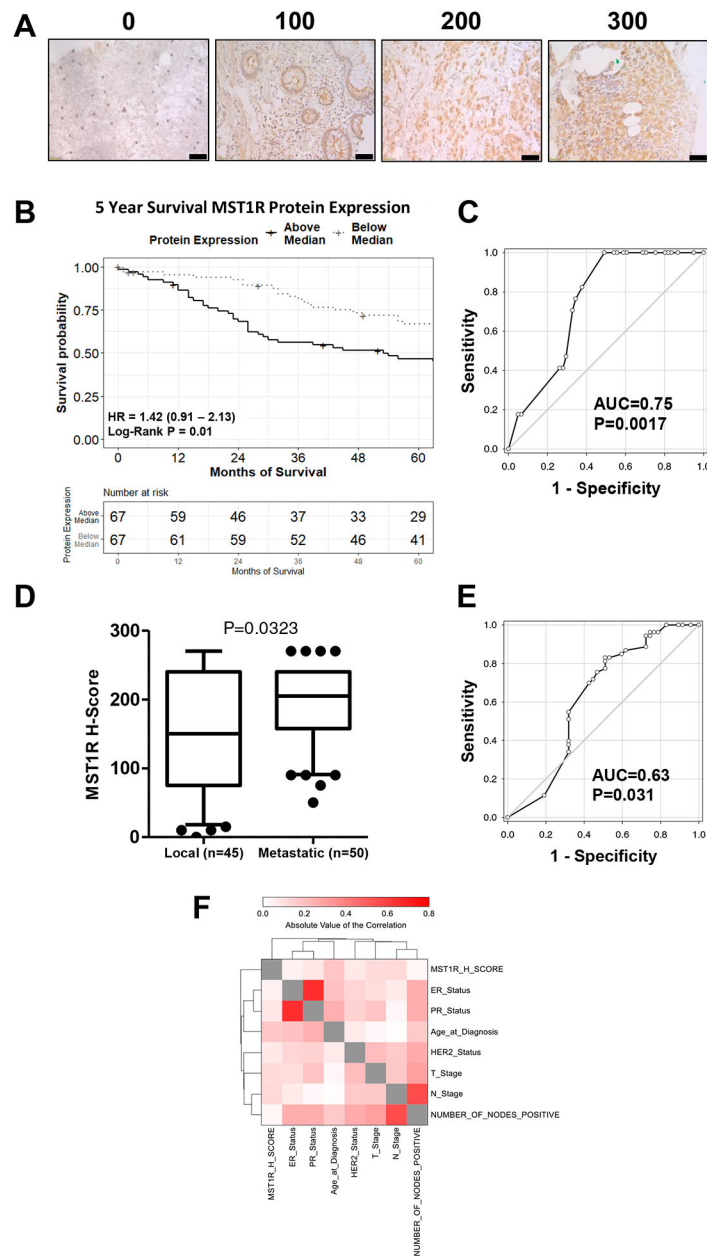 A
0 100 200 300
B
5 Year Survival MST1R Protein Expression
Protein Expression Above Median Below Median
Survival probability
1.00
0.75
0.50
0.25
0.00
HR = 1.42 (0.91 – 2.13)
Log-Rank P = 0.01
0 12 24 36 48 60
Months of Survival
Number at risk
Protein Expression
Above Median 67 59 46 37 33 29
Below Median 67 61 59 52 46 41
0 12 24 36 48 60
Months of Survival
C
Sensitivity
1.0
0.8
0.6
0.4
0.2
0.0
AUC=0.75
P=0.0017
0.0 0.2 0.4 0.6 0.8 1.0
1 - Specificity
D
P=0.0323
MST1R H-Score
300
200
100
0
Local (n=45) Metastatic (n=50)
E
Sensitivity
1.0
0.8
0.6
0.4
0.2
0.0
AUC=0.63
P=0.031
0.0 0.2 0.4 0.6 0.8 1.0
1 - Specificity
F
0.0 0.2 0.4 0.6 0.8
Absolute Value of the Correlation
MST1R_H_SCORE
ER_Status
PR_Status
Age_at_Diagnosis
HER2_Status
T_Stage
N_Stage
NUMBER_OF_NODES_POSITIVE
MST1R_H_SCORE
ER_Status
PR_Status
Age_at_Diagnosis
HER2_Status
T_Stage
N_Stage
NUMBER_OF_NODES_POSITIVE